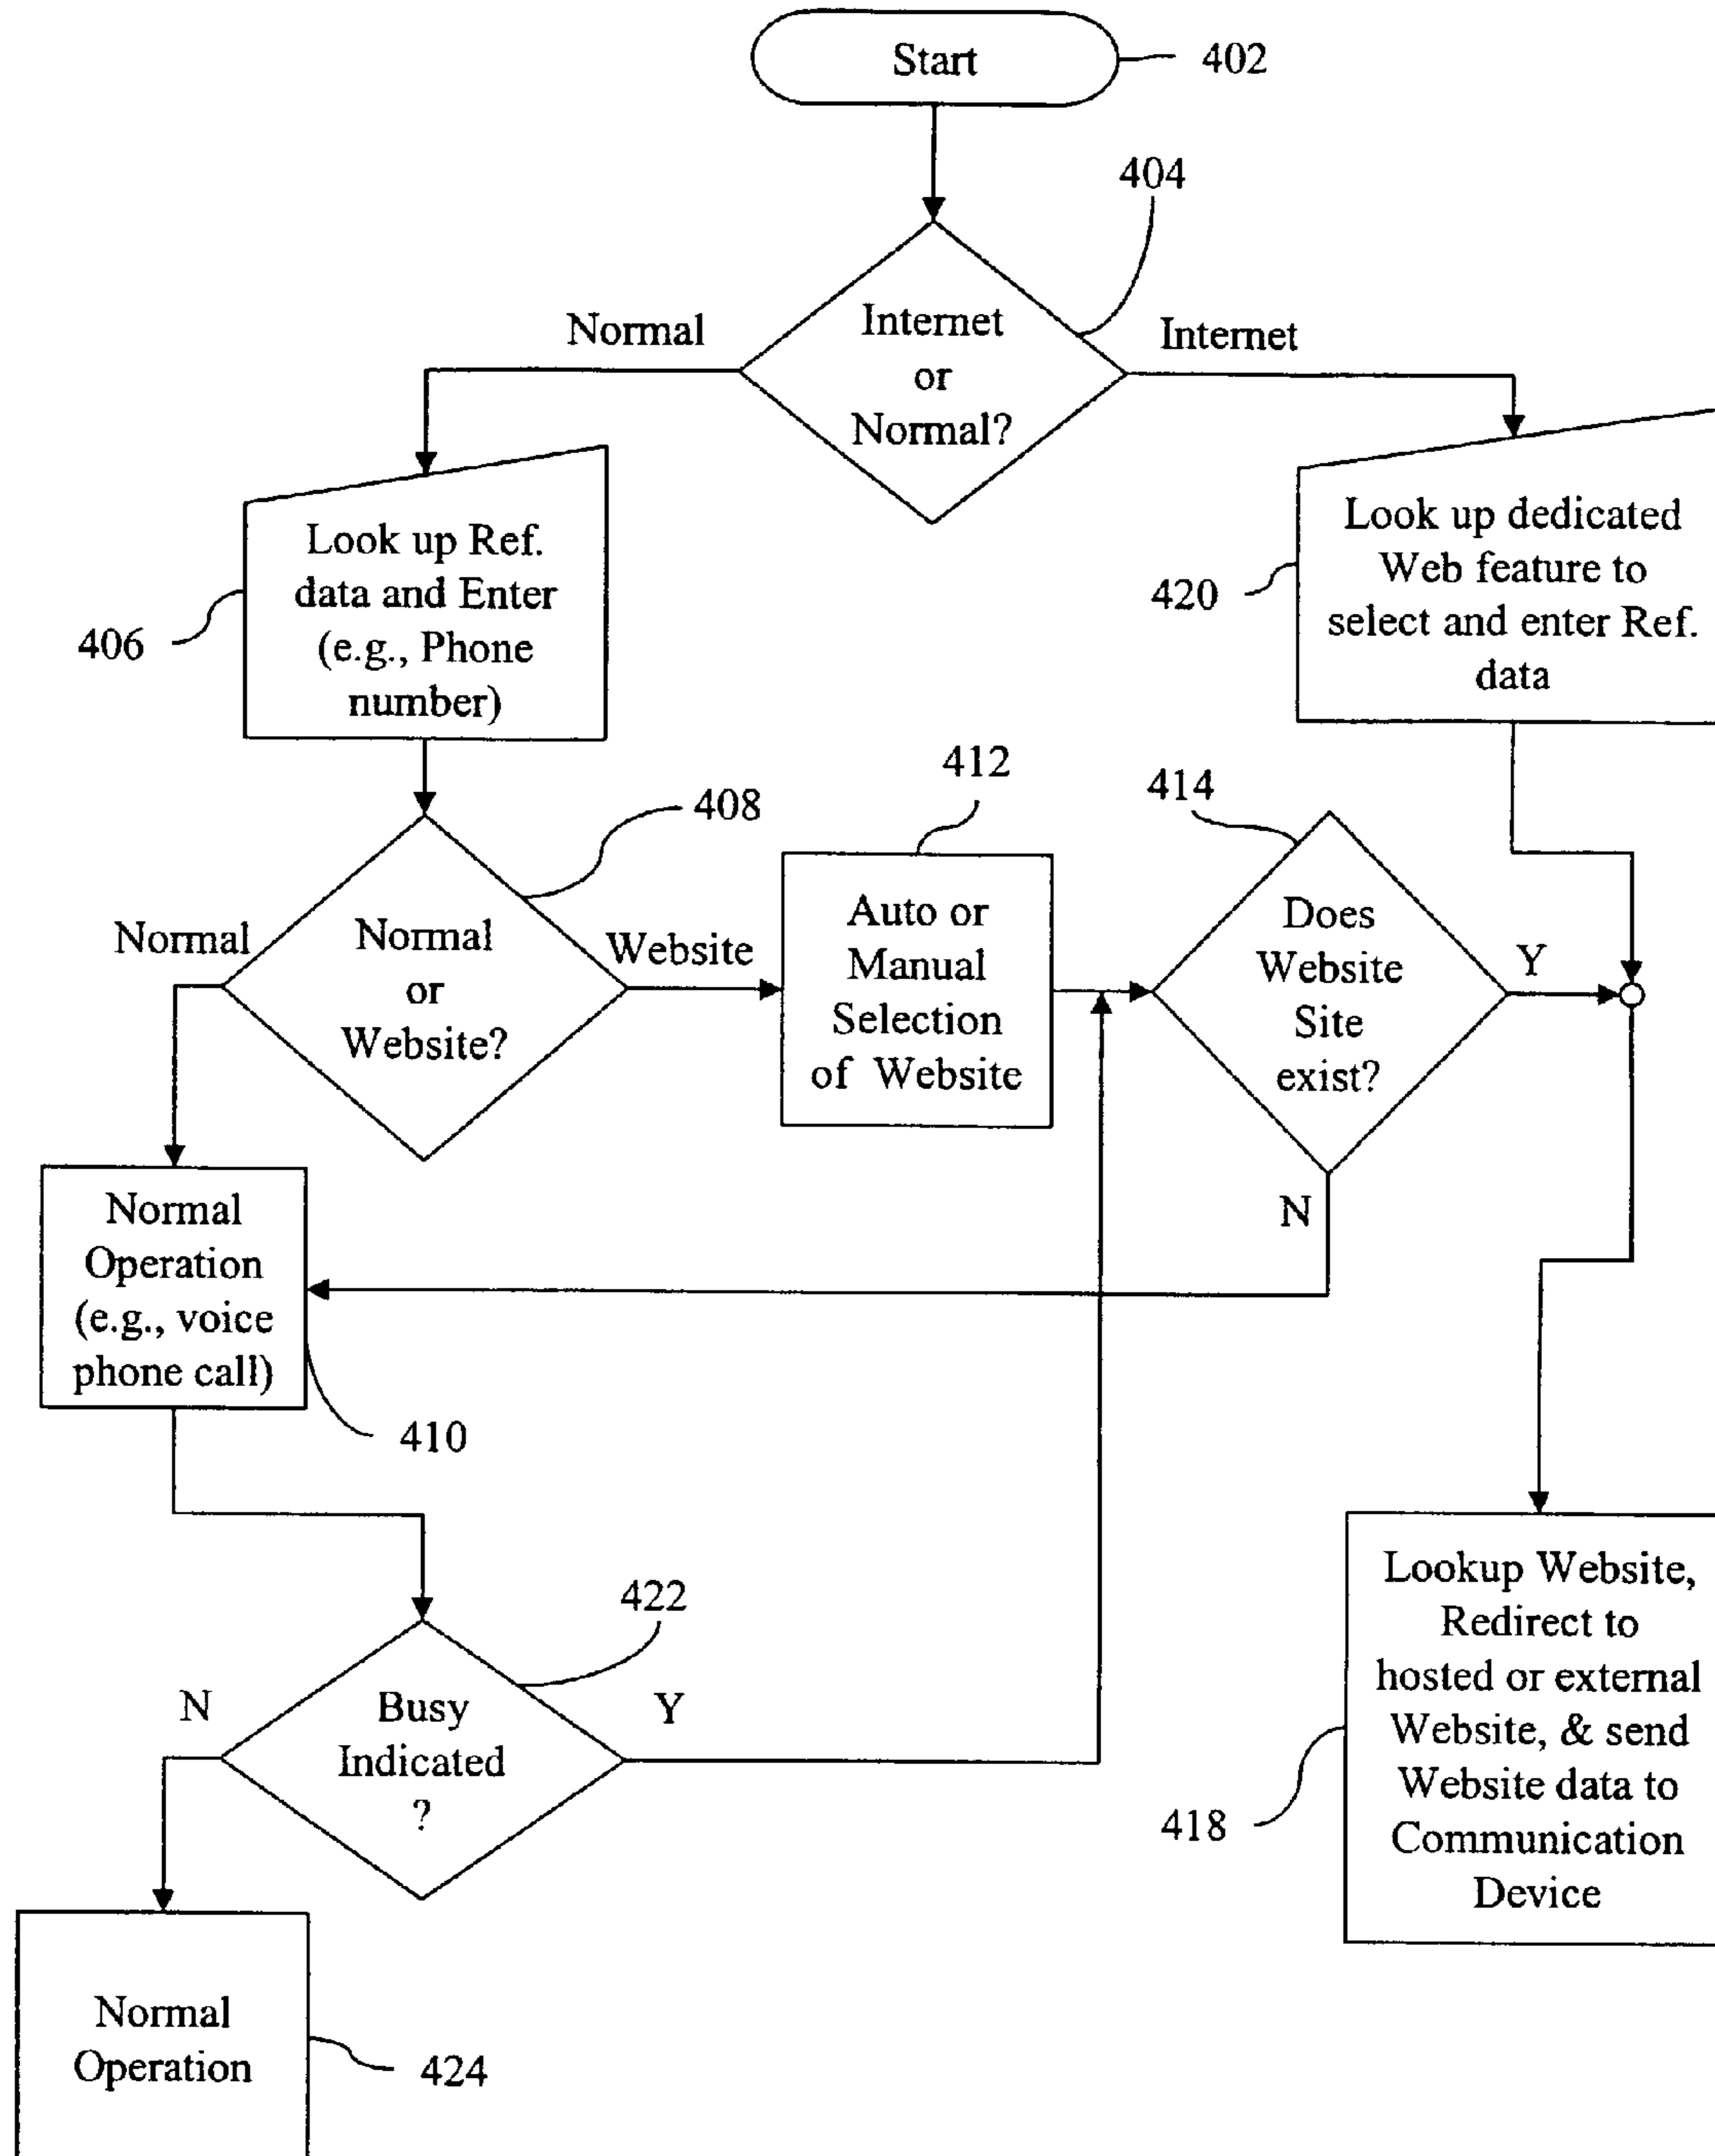 Start
402
404
Normal
Internet
or
Normal?
Internet
Look up Ref.
data and Enter
(e.g., Phone
number)
406
Look up dedicated
Web feature to
select and enter Ref.
data
420
412
414
408
Normal
Normal
or
Website?
Website
Auto or
Manual
Selection
of Website
Does
Website
Site
exist?
Y
N
Normal
Operation
(e.g., voice
phone call)
410
422
N
Busy
Indicated
?
Y
Lookup Website,
Redirect to
hosted or external
Website, & send
Website data to
Communication
Device
418
Normal
Operation
424